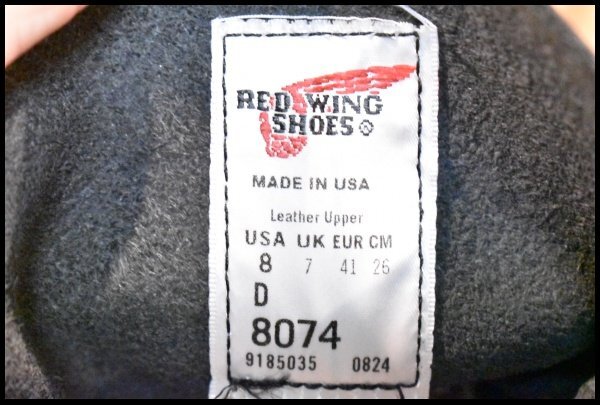 RED WING
SHOES®
MADE IN USA
Leather Upper
USA UK EUR CM
8 7 41 26
D
8074
9185035 0824